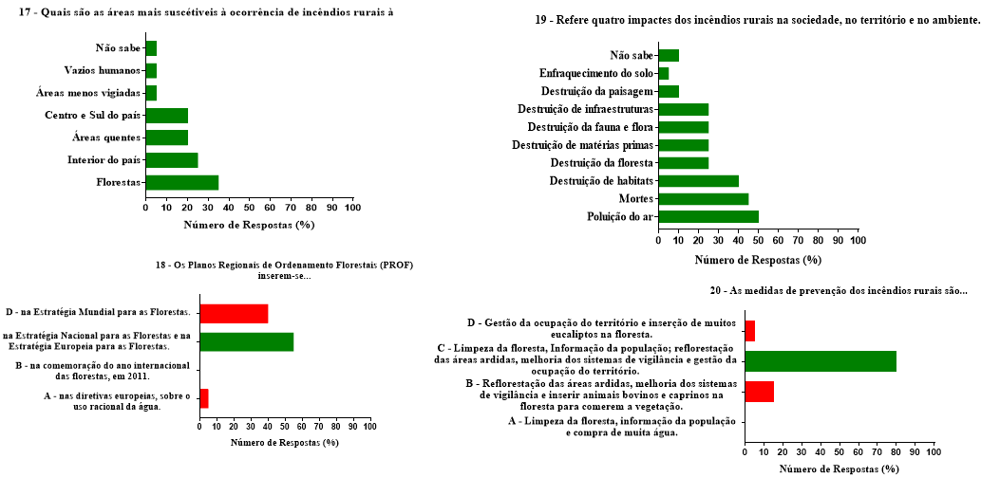 17 - Quais são as áreas mais suscétiveis à ocorrência de incêndios rurais à
Não sabe
Vazios humanos
Áreas menos vigiadas
Centro e Sul do país
Áreas quentes
Interior do país
Florestas
0 10 20 30 40 50 60 70 80 90 100
Número de Respostas (%)
19 - Refere quatro impactes dos incêndios rurais na sociedade, no território e no ambiente.
Não sabe
Enfraquecimento do solo
Destruição da paisagem
Destruição de infraestruturas
Destruição da fauna e flora
Destruição de matérias primas
Destruição da floresta
Destruição de habitats
Mortes
Poluição do ar
0 10 20 30 40 50 60 70 80 90 100
Número de Respostas (%)
18 - Os Planos Regionais de Ordenamento Florestais (PROF)
inserem-se...
D - na Estratégia Mundial para as Florestas.
na Estratégia Nacional para as Florestas e na
Estratégia Europeia para as Florestas.
B - na comemoração do ano internacional
das florestas, em 2011.
A - nas diretivas europeias, sobre o
uso racional da água.
0 10 20 30 40 50 60 70 80 90 100
Número de Respostas (%)
20 - As medidas de prevenção dos incêndios rurais são...
D - Gestão da ocupação do território e inserção de muitos
eucaliptos na floresta.
C - Limpeza da floresta, Informação da população; reflorestação
das áreas ardidas, melhoria dos sistemas de vigilância e gestão da
ocupação do território.
B - Reflorestação das áreas ardidas, melhoria dos sistemas
de vigilância e inserir animais bovinos e caprinos na
floresta para comerem a vegetação.
A - Limpeza da floresta, informação da população
e compra de muita água.
0 10 20 30 40 50 60 70 80 90 100
Número de Respostas (%)